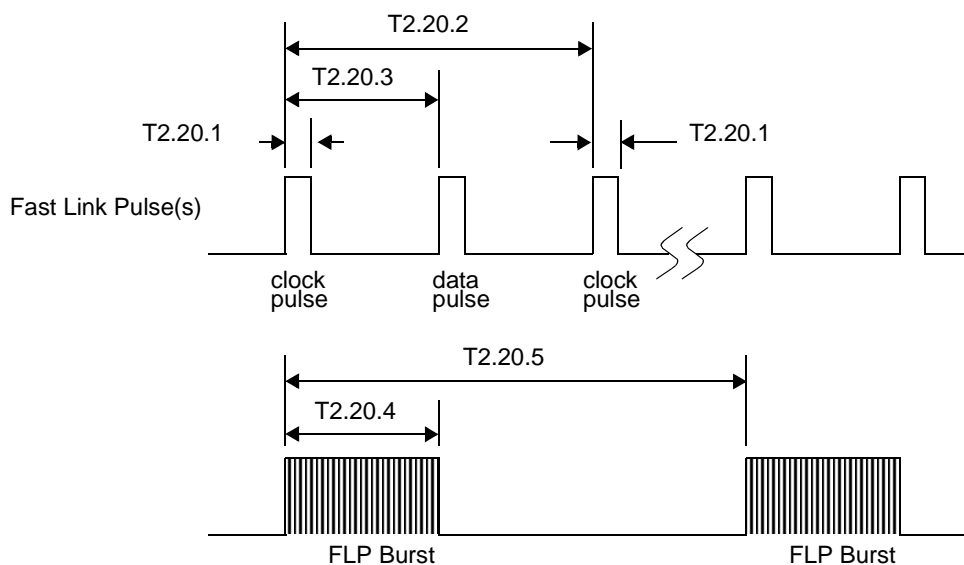 T2.20.2
T2.20.3
T2.20.1
T2.20.1
Fast Link Pulse(s)
clock
pulse
data
pulse
clock
pulse
T2.20.5
T2.20.4
FLP Burst
FLP Burst